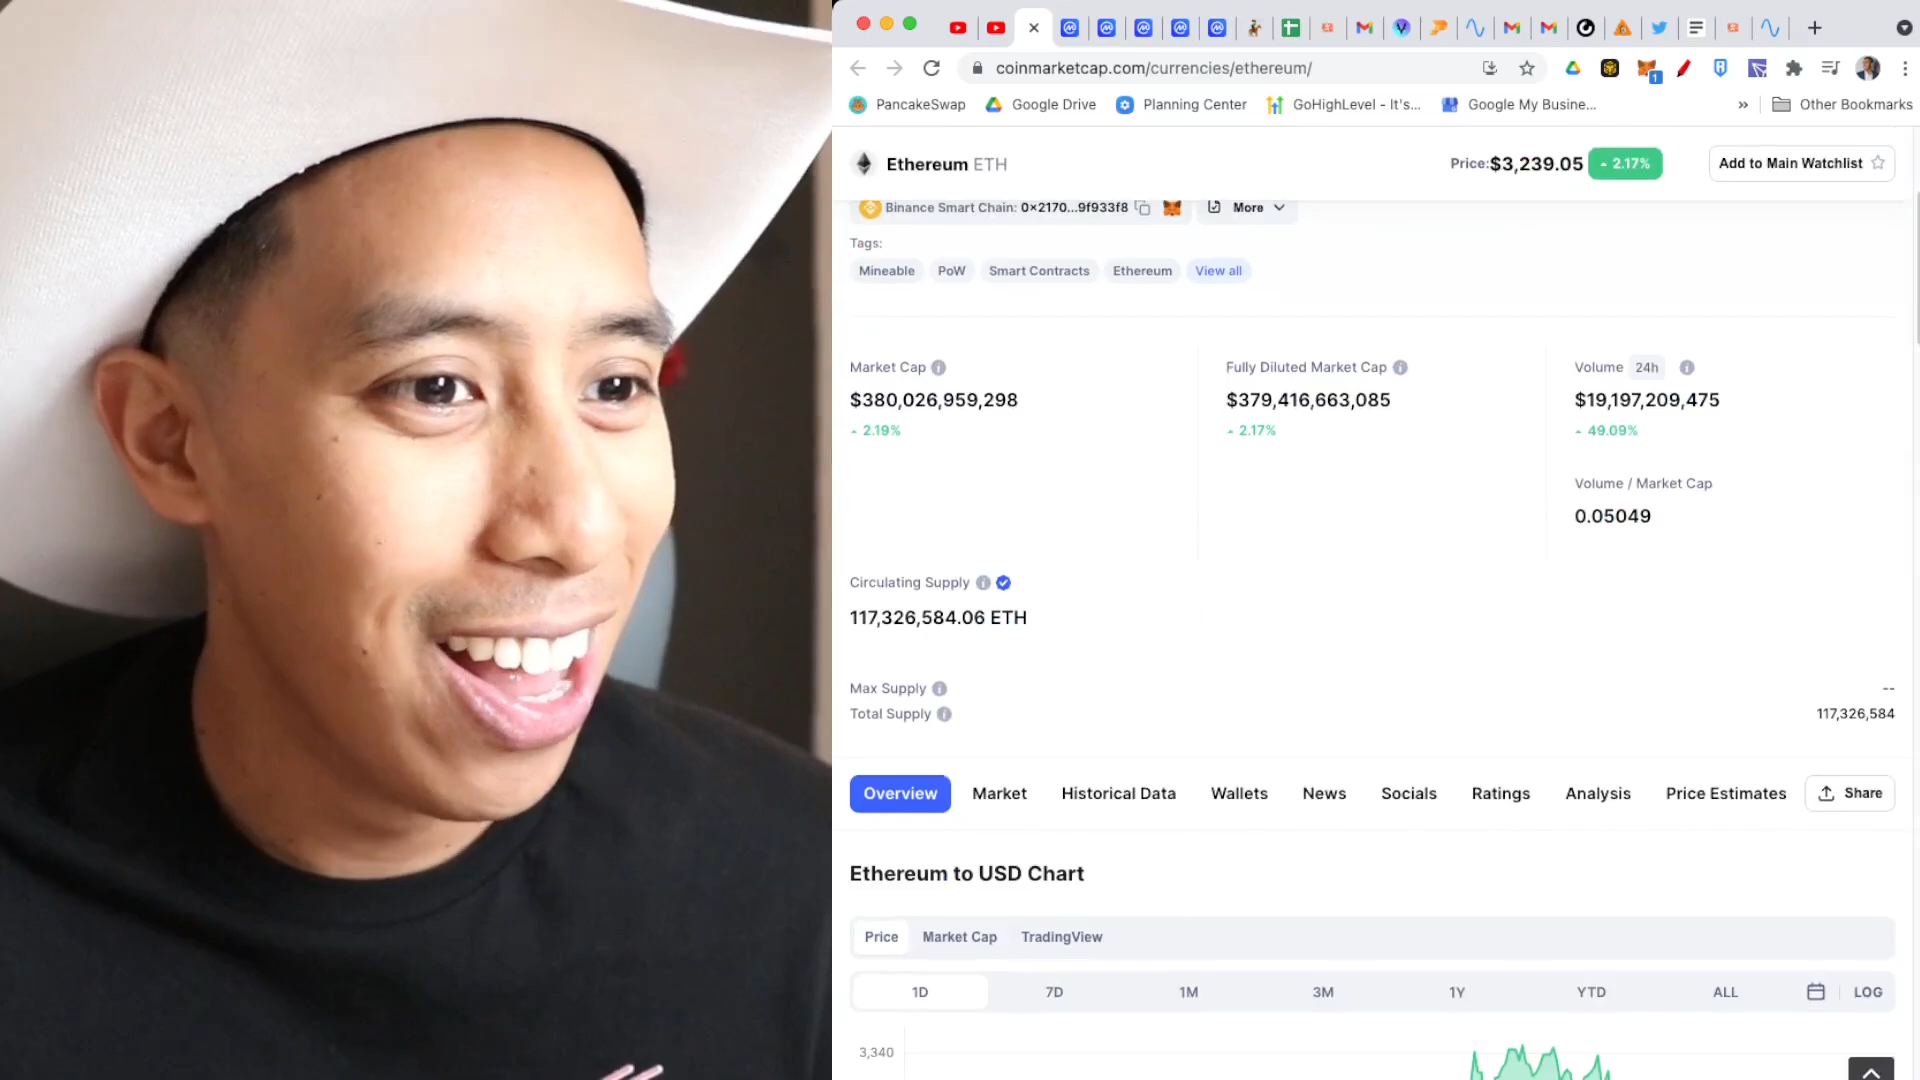 coinmarketcap.com/currencies/ethereum/
1
PancakeSwap Google Drive Planning Center GoHighLevel - It's... Google My Busine... » Other Bookmarks
Ethereum ETH Price:$3,239.05 2.17% Add to Main Watchlist
Binance Smart Chain: 0x2170...9f933f8 More
Tags:
Mineable PoW Smart Contracts Ethereum View all
Market Cap Fully Diluted Market Cap Volume 24h
$380,026,959,298 $379,416,663,085 $19,197,209,475
2.19% 2.17% 49.09%
Volume / Market Cap
0.05049
Circulating Supply
117,326,584.06 ETH
Max Supply --
Total Supply 117,326,584
Overview Market Historical Data Wallets News Socials Ratings Analysis Price Estimates Share
Ethereum to USD Chart
Price Market Cap TradingView
1D 7D 1M 3M 1Y YTD ALL LOG
3,340